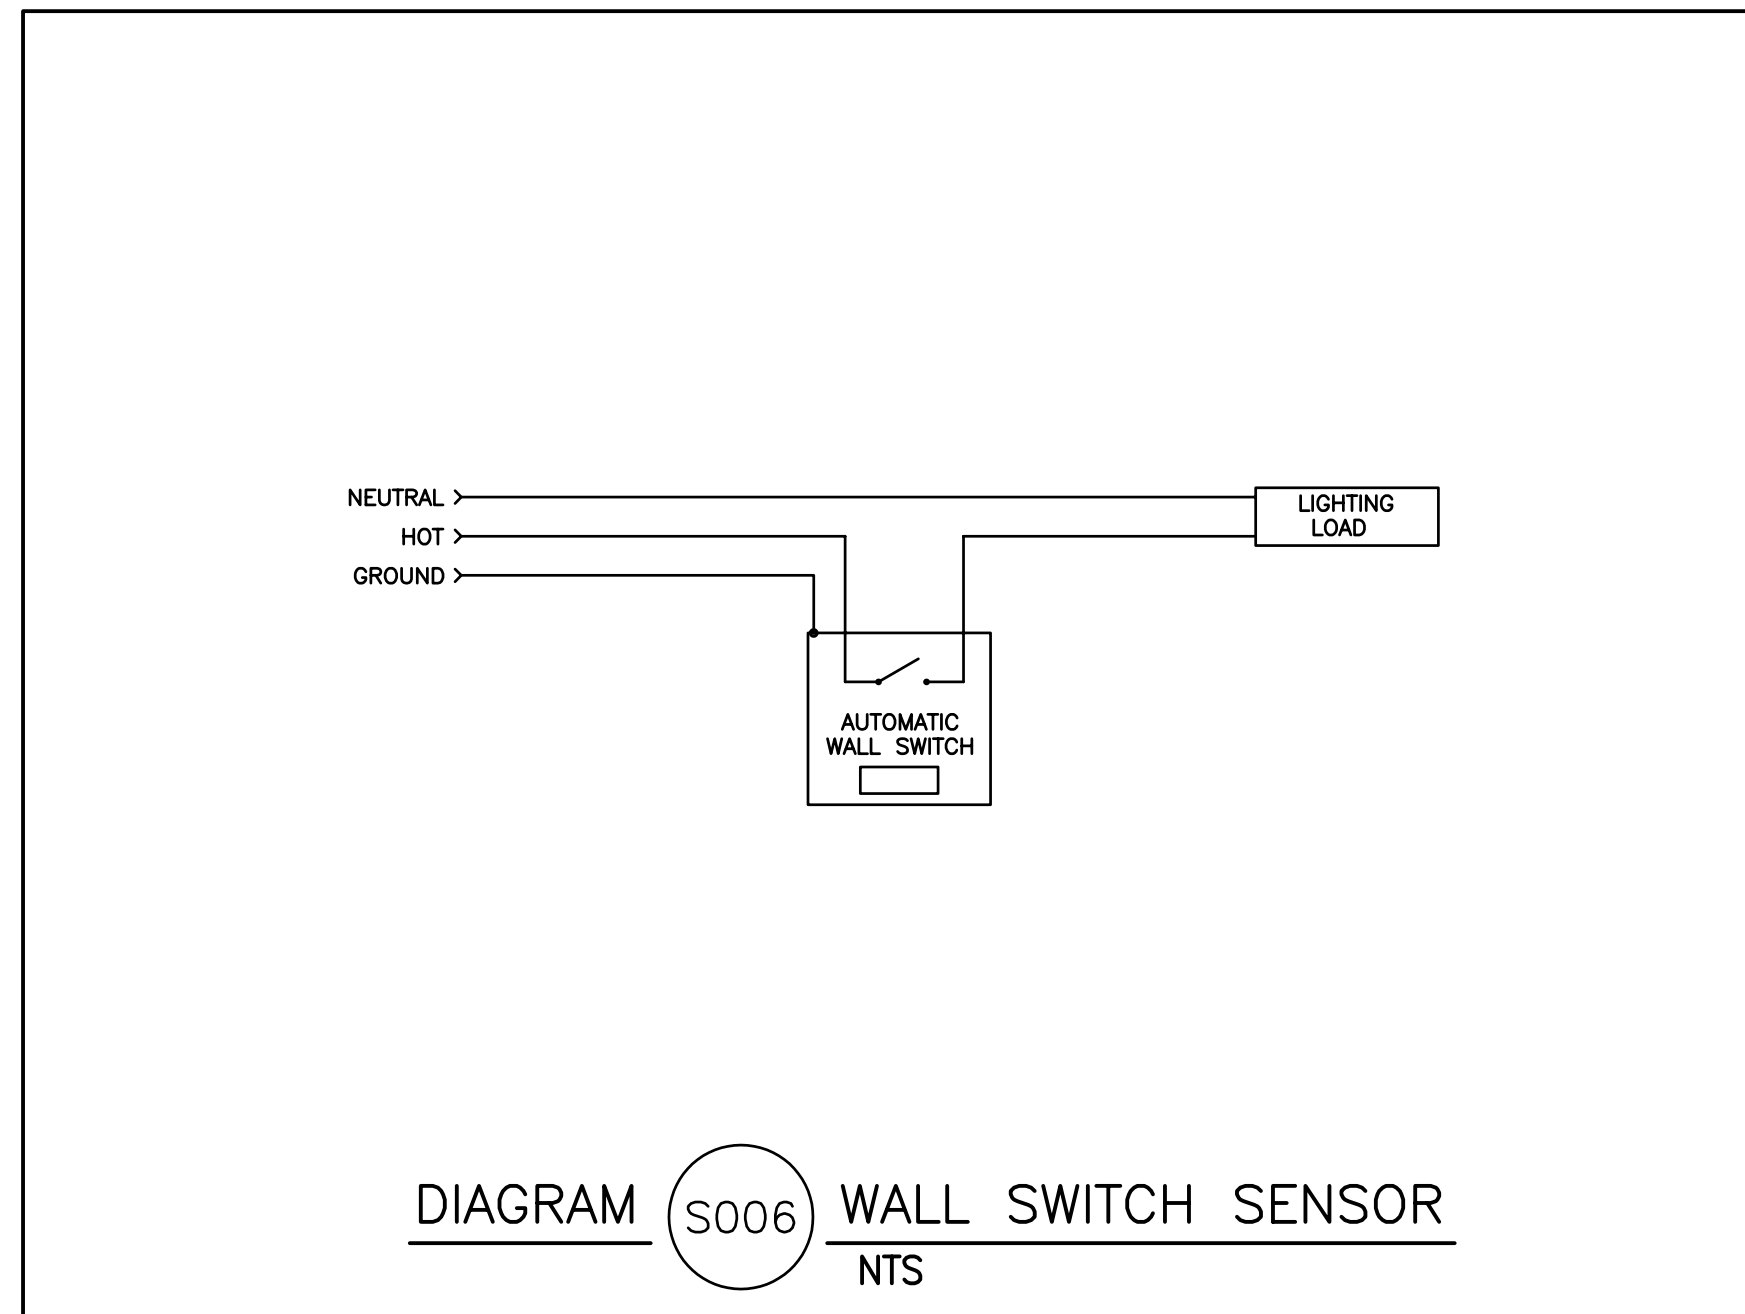 NEUTRAL
HOT
GROUND
LIGHTING
LOAD
AUTOMATIC
WALL SWITCH
DIAGRAM S006 WALL SWITCH SENSOR
NTS